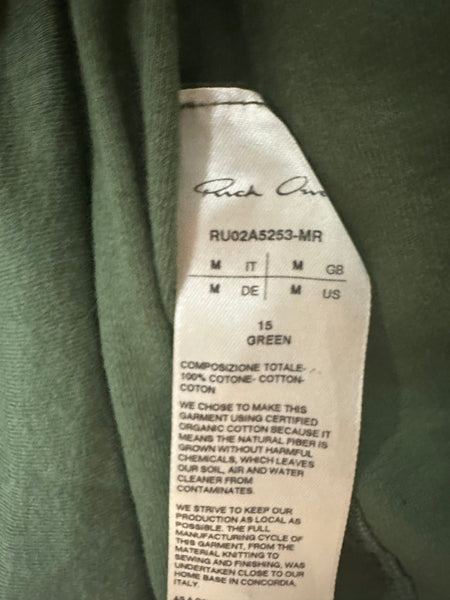 Rick Ow
RU02A5253-MR
M IT M GB
M DE M US
15
GREEN
COMPOSIZIONE TOTALE-
100% COTONE- COTTON-
COTON
WE CHOSE TO MAKE THIS
GARMENT USING CERTIFIED
ORGANIC COTTON BECAUSE IT
MEANS THE NATURAL FIBER IS
GROWN WITHOUT HARMFUL
CHEMICALS, WHICH LEAVES
OUR SOIL, AIR AND WATER
CLEANER FROM
CONTAMINATES.
WE STRIVE TO KEEP OUR
PRODUCTION AS LOCAL AS
POSSIBLE. THE FULL
MANUFACTURING CYCLE OF
THIS GARMENT, FROM THE
MATERIAL KNITTING TO
SEWING AND FINISHING, WAS
UNDERTAKEN CLOSE TO OUR
HOME BASE IN CONCORDIA,
ITALY.